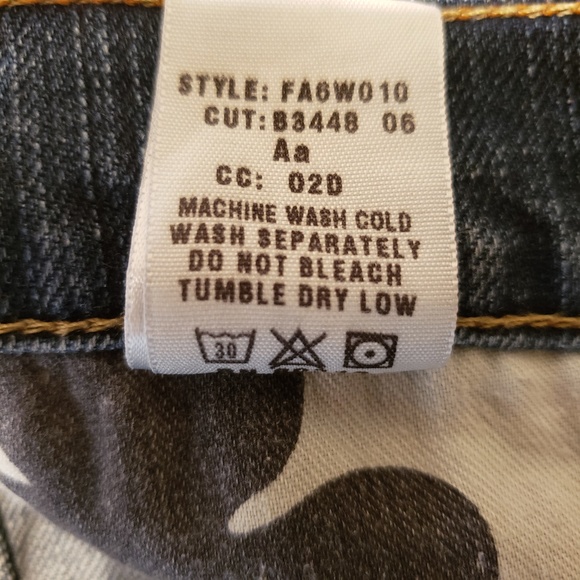 STYLE: FA6W010
CUT: B3448 06
Aa
CC: 02D
MACHINE WASH COLD
WASH SEPARATELY
DO NOT BLEACH
TUMBLE DRY LOW
30